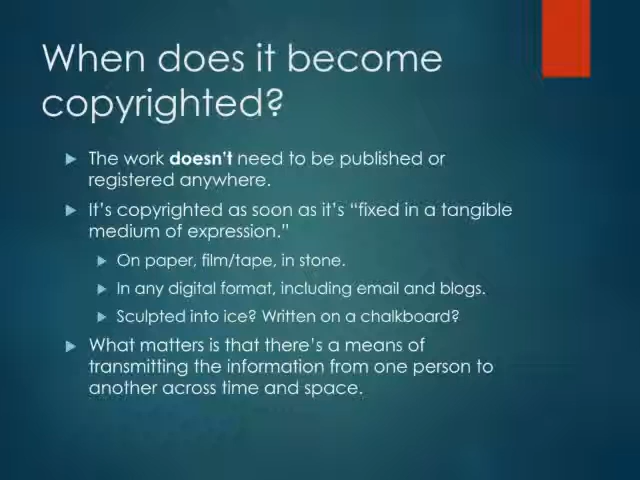 When does it become
copyrighted?
The work doesn't need to be published or
registered anywhere.
It's copyrighted as soon as it's “fixed in a tangible
medium of expression.”
On paper, film/tape, in stone.
In any digital format, including email and blogs.
Sculpted into ice? Written on a chalkboard?
What matters is that there's a means of
transmitting the information from one person to
another across time and space.